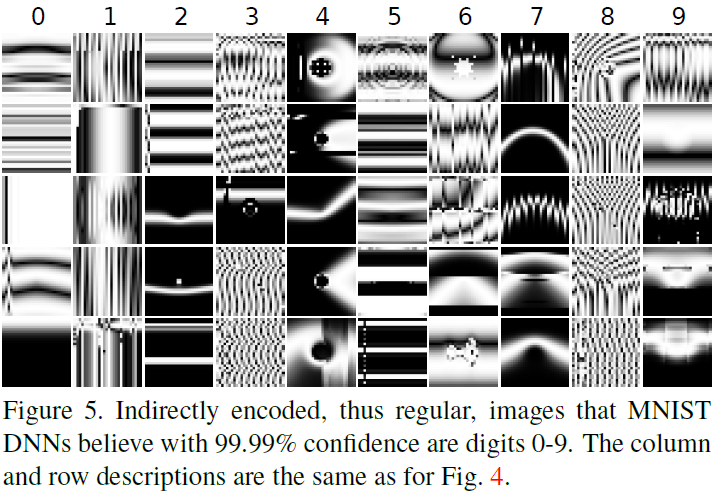 0 1 2 3 4 5 6 7 8 9
Figure 5. Indirectly encoded, thus regular, images that MNIST
DNNs believe with 99.99% confidence are digits 0-9. The column
and row descriptions are the same as for Fig. 4.